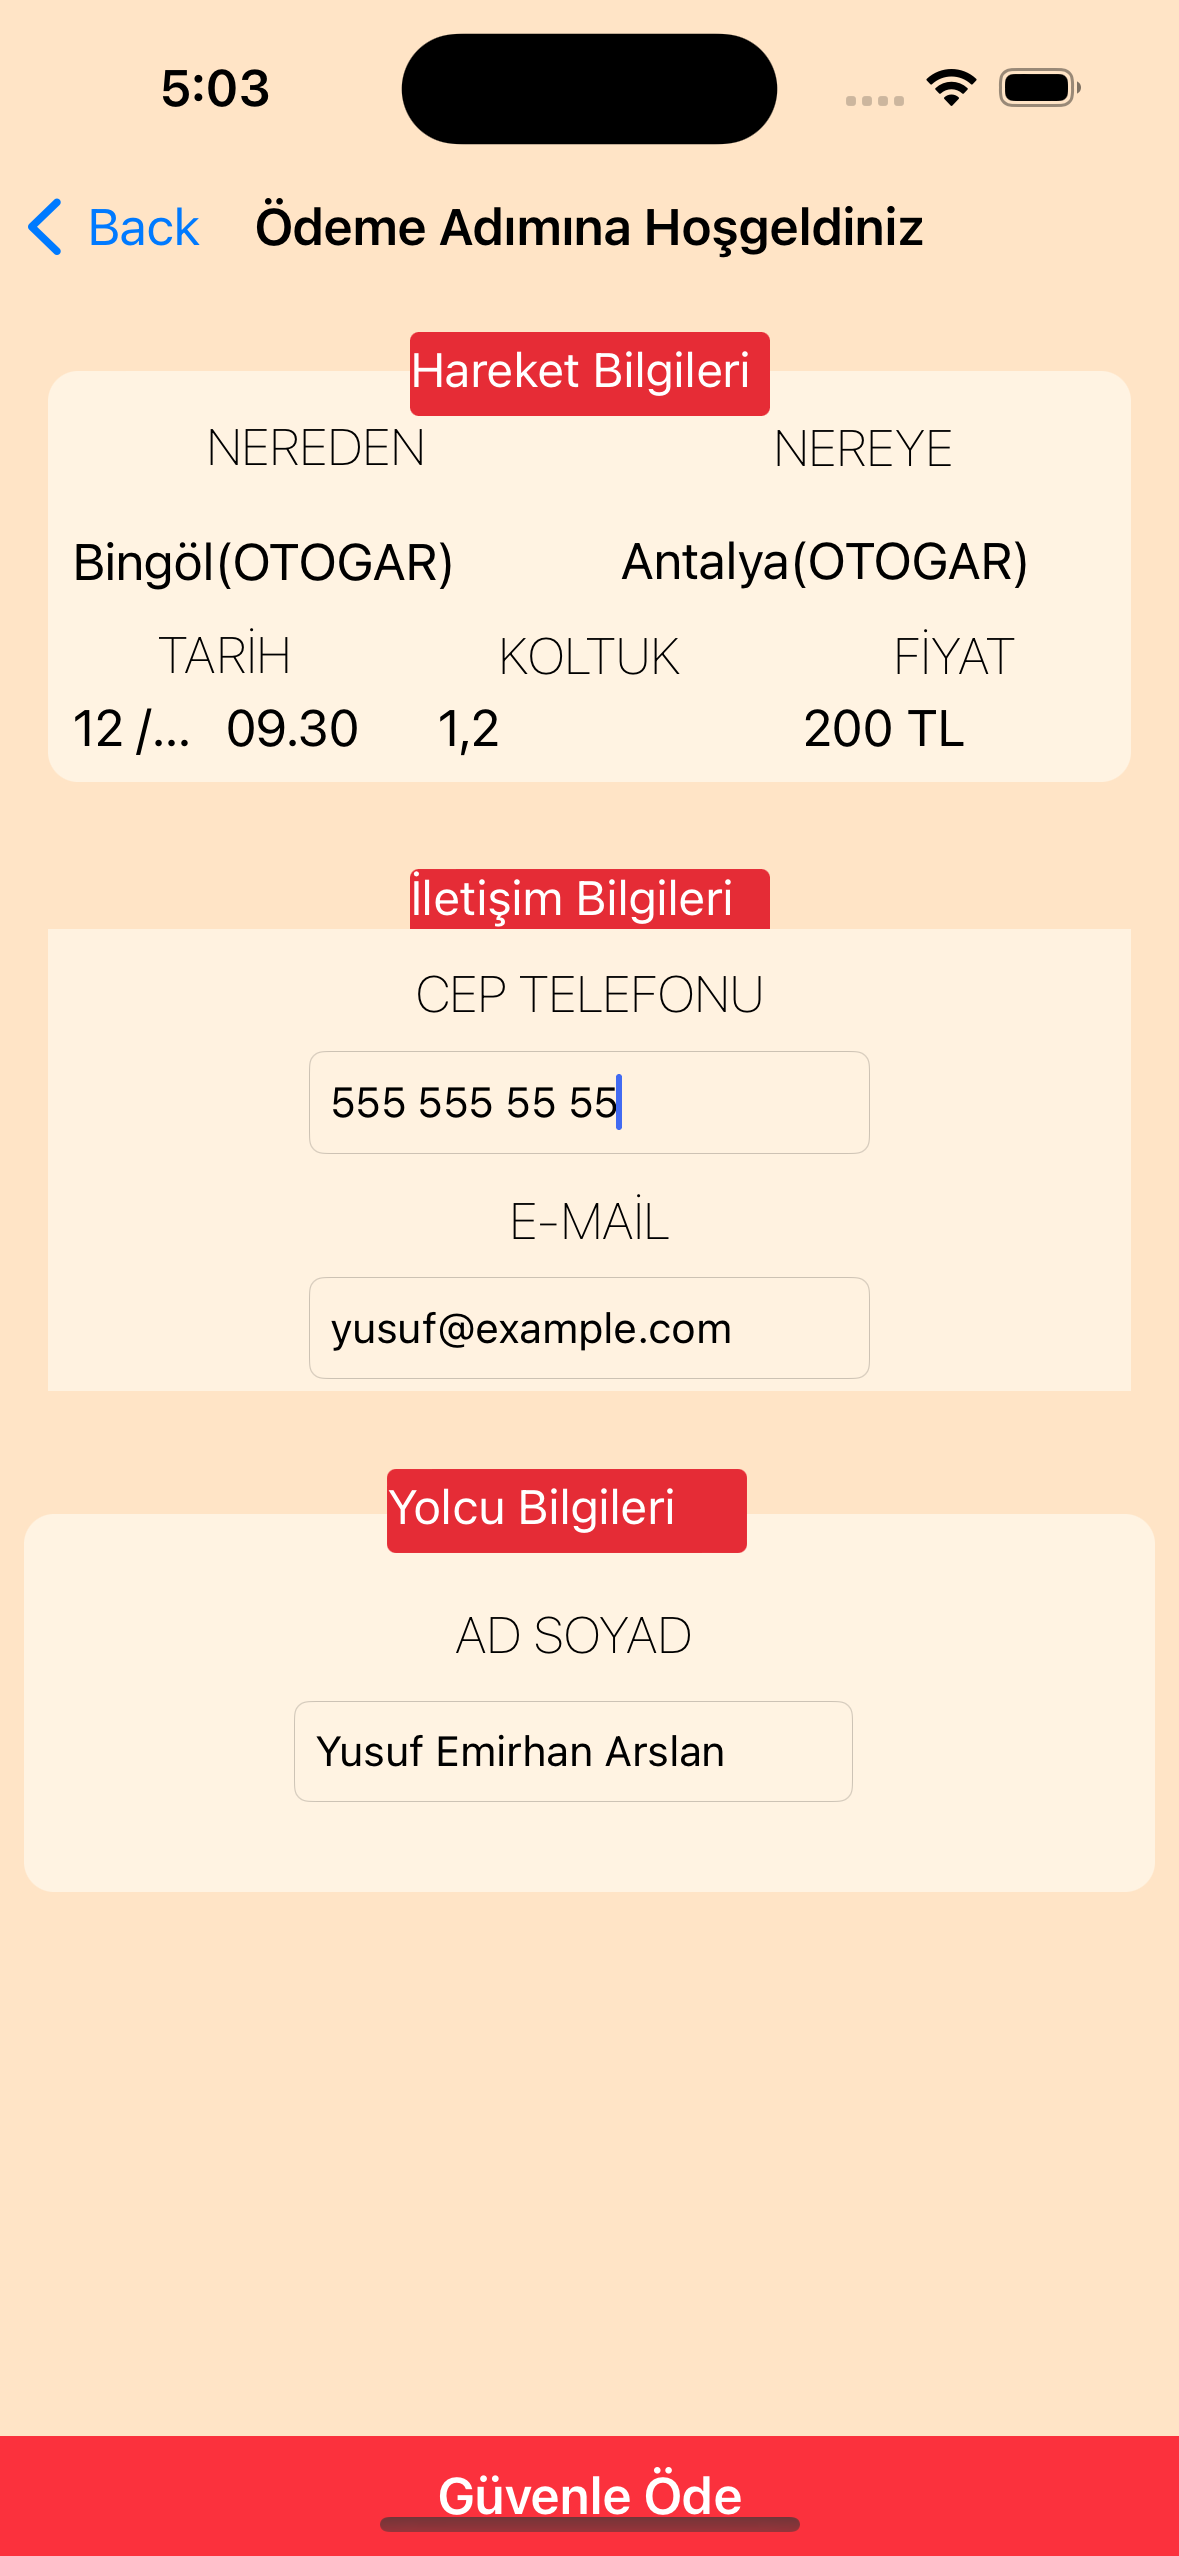 5:03
Back Ödeme Adımına Hoşgeldiniz
Hareket Bilgileri
NEREDEN NEREYE
Bingöl(OTOGAR) Antalya(OTOGAR)
TARİH KOLTUK FİYAT
12 /... 09.30 1,2 200 TL
İletişim Bilgileri
CEP TELEFONU
555 555 55 55
E-MAİL
yusuf@example.com
Yolcu Bilgileri
AD SOYAD
Yusuf Emirhan Arslan
Güvenle Öde